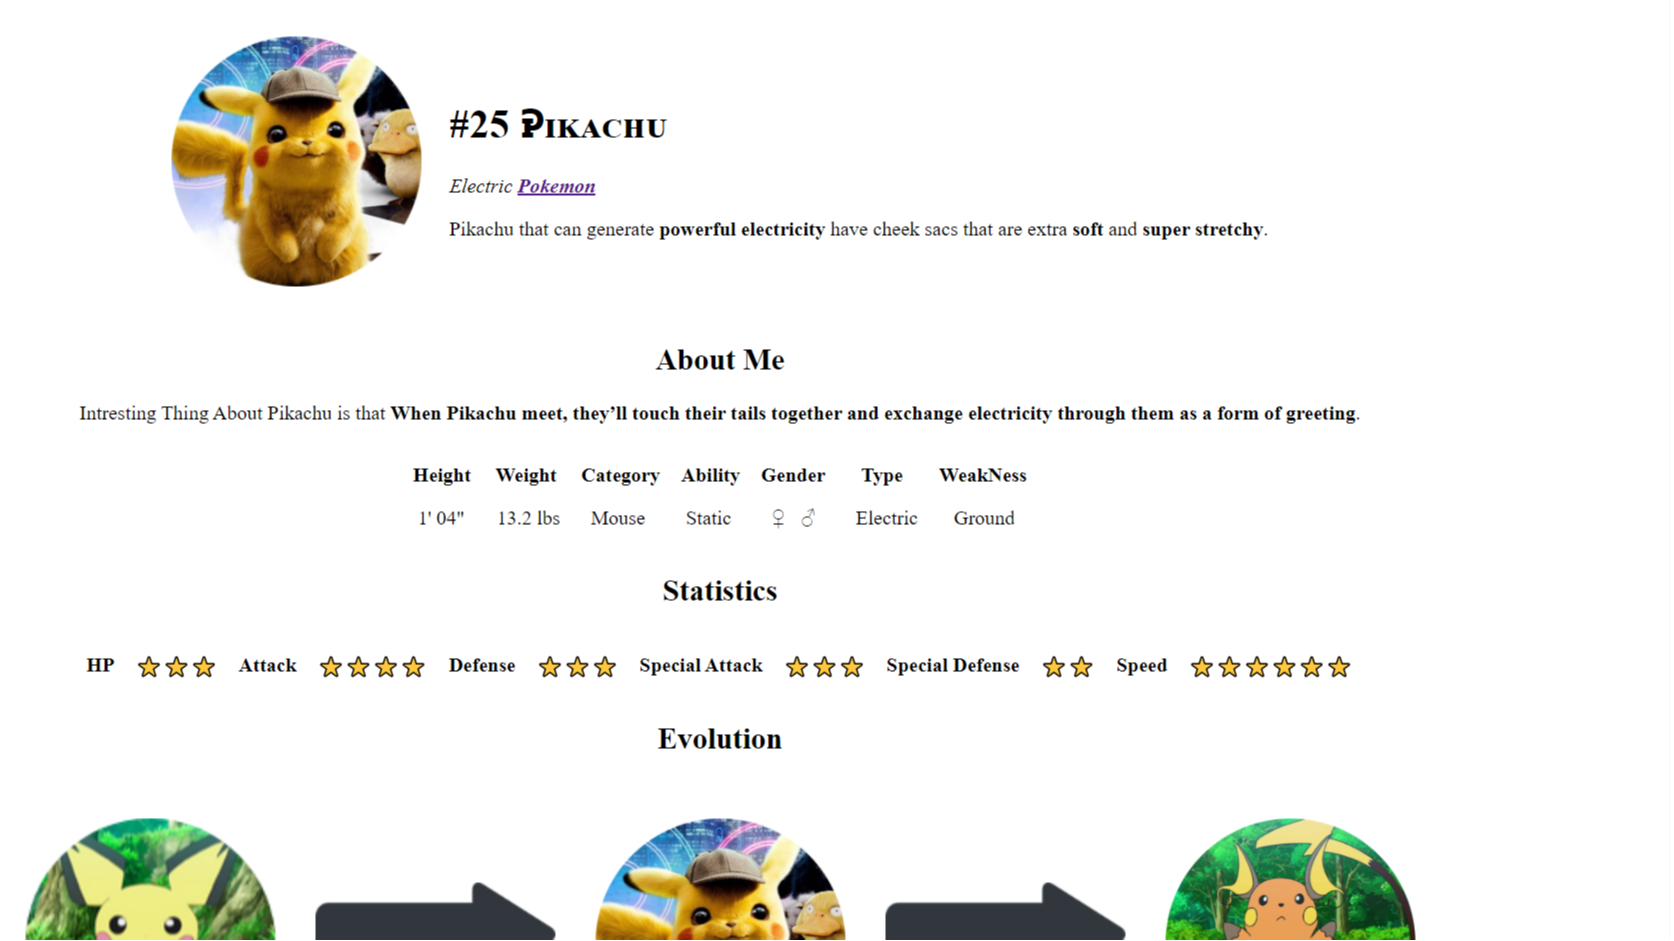 #25 Ꭾɪᴋᴀᴄʜᴜ
Electric Pokemon
Pikachu that can generate powerful electricity have cheek sacs that are extra soft and super stretchy.
About Me
Intresting Thing About Pikachu is that When Pikachu meet, they’ll touch their tails together and exchange electricity through them as a form of greeting.
Height Weight Category Ability Gender Type WeakNess
1' 04" 13.2 lbs Mouse Static ♀ ♂ Electric Ground
Statistics
HP ⭐⭐⭐ Attack ⭐⭐⭐⭐ Defense ⭐⭐⭐ Special Attack ⭐⭐⭐ Special Defense ⭐⭐ Speed ⭐⭐⭐⭐⭐⭐
Evolution